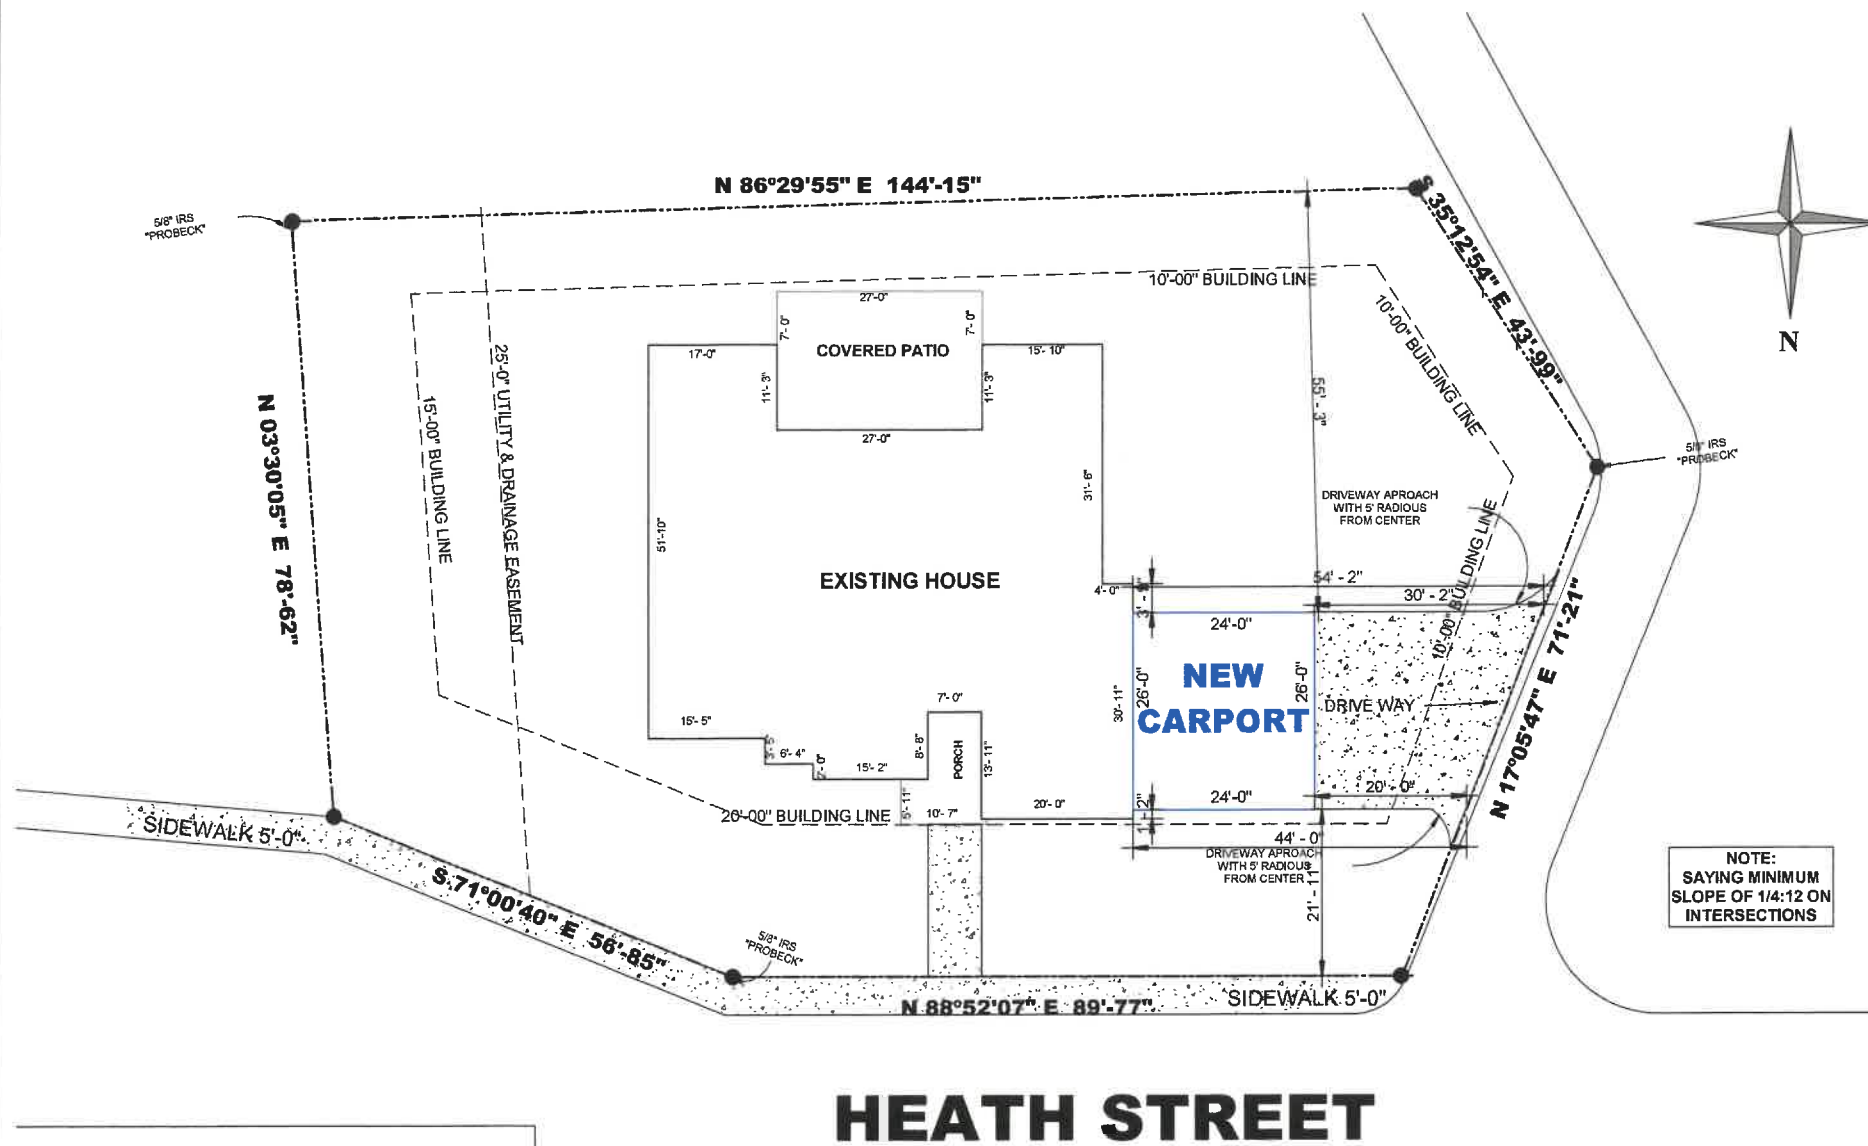 N 86°29'55" E 144'-15"
5/8" IRS
"PROBECK"
S 35°12'54" E 43'-99"
10'-00" BUILDING LINE
27'-0"
7'- 0"
7'- 0"
COVERED PATIO
17'-0"
15'- 10"
11'- 3"
11'- 3"
27'-0"
10'-00" BUILDING LINE
N
55' - 3"
25'-0" UTILITY & DRAINAGE EASEMENT
15'-00" BUILDING LINE
N 03°30'05" E 78'-62"
5/8" IRS
"PROBECK"
31'- 6"
DRIVEWAY APROACH
WITH 5' RADIOUS
FROM CENTER
51'-10"
EXISTING HOUSE
10'-00" BUILDING LINE
54' - 2"
4'- 0"
30' - 2"
24'-0"
NEW
CARPORT
30'- 11"
26'-0"
26'-0"
DRIVE WAY
N 17°05'47" E 71'-21"
7'- 0"
15'- 5"
3'- 5"
6'- 4"
2'- 0"
15'- 2"
8'- 8"
PORCH
13'- 11"
20' - 0"
24'-0"
20'- 0"
10'- 7"
5'- 11"
20'-00" BUILDING LINE
44' - 0"
DRIVEWAY APROACH
WITH 5' RADIOUS
FROM CENTER
21' - 11"
SIDEWALK 5'-0"
S 71°00'40" E 56'-85"
5/8" IRS
"PROBECK"
N 88°52'07" E 89'-77"
SIDEWALK 5'-0"
NOTE:
SAYING MINIMUM
SLOPE OF 1/4:12 ON
INTERSECTIONS
HEATH STREET